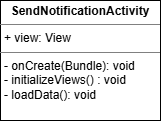 SendNotificationActivity
+ view: View
- onCreate(Bundle): void
- initializeViews() : void
- loadData(): void